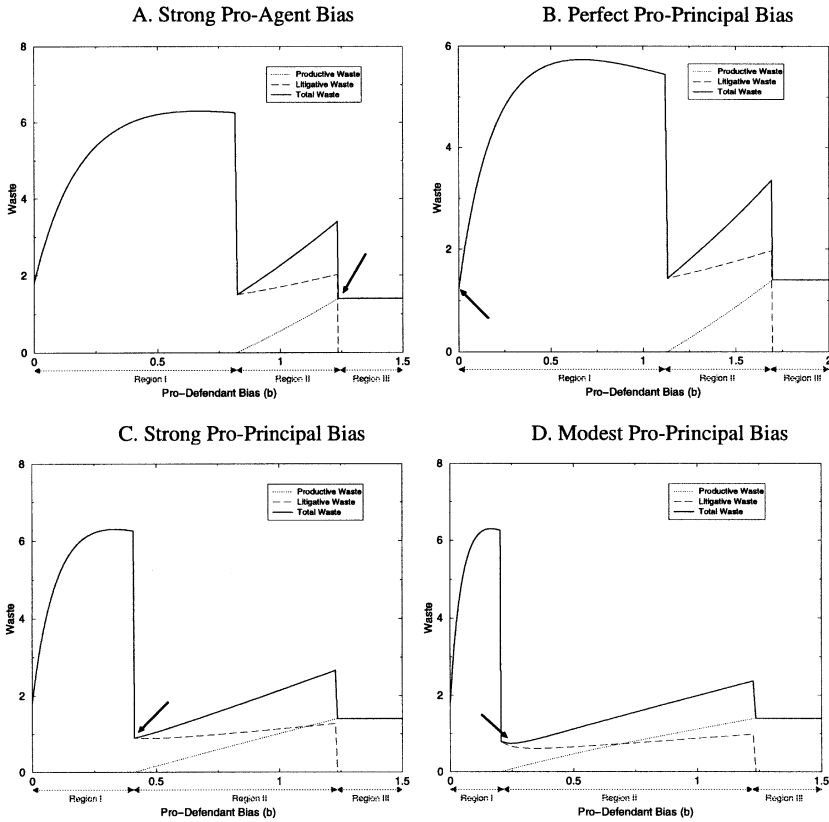 A. Strong Pro-Agent Bias
8
6
4
2
0
Waste
Productive Waste
Litigative Waste
Total Waste
0 0.5 1 1.5
Region I Region II Region III
Pro-Defendant Bias (b)
B. Perfect Pro-Principal Bias
6
4
2
0
Waste
Productive Waste
Litigative Waste
Total Waste
0 0.5 1 1.5 2
Region I Region II Region III
Pro-Defendant Bias (b)
C. Strong Pro-Principal Bias
8
6
4
2
0
Waste
Productive Waste
Litigative Waste
Total Waste
0 0.5 1 1.5
Region I Region II Region III
Pro-Defendant Bias (b)
D. Modest Pro-Principal Bias
8
6
4
2
0
Waste
Productive Waste
Litigative Waste
Total Waste
0 0.5 1 1.5
Region I Region II Region III
Pro-Defendant Bias (b)